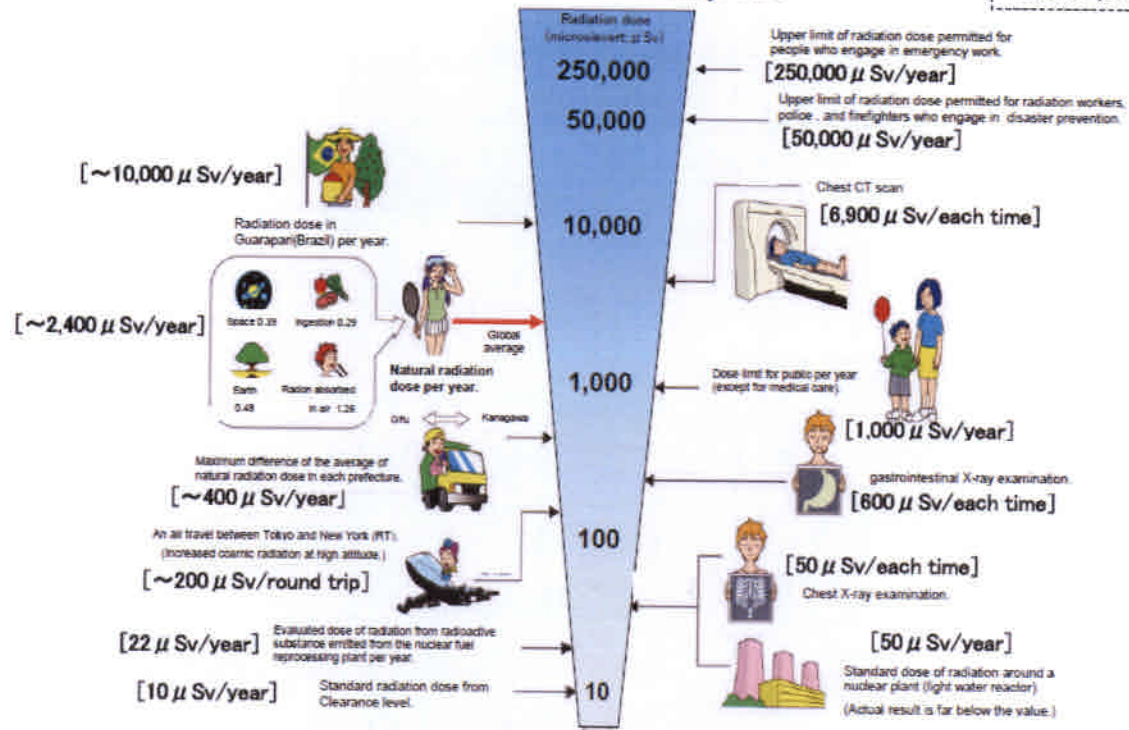 Radiation dose
(microsievert: μ Sv)
250,000
50,000
10,000
1,000
100
10
Upper limit of radiation dose permitted for
people who engage in emergency work.
[250,000 μ Sv/year]
Upper limit of radiation dose permitted for radiation workers,
police , and firefighters who engage in disaster prevention.
[50,000 μ Sv/year]
[~10,000 μ Sv/year]
Radiation dose in
Guarapari(Brazil) per year.
Chest CT scan
[6,900 μ Sv/each time]
[~2,400 μ Sv/year]
Space 0.39
Ingestion 0.29
Earth
0.48
Radon absorbed
in air 1.26
Global
average
Natural radiation
dose per year.
Dose limit for public per year
(except for medical care).
[1,000 μ Sv/year]
Gifu
Kanagawa
Maximum difference of the average of
natural radiation dose in each prefecture.
[~400 μ Sv/year]
gastrointestinal X-ray examination.
[600 μ Sv/each time]
An air travel between Tokyo and New York (RT).
(Increased cosmic radiation at high altitude.)
[~200 μ Sv/round trip]
[50 μ Sv/each time]
Chest X-ray examination.
[22 μ Sv/year]
Evaluated dose of radiation from radioactive
substance emitted from the nuclear fuel
reprocessing plant per year.
[50 μ Sv/year]
Standard dose of radiation around a
nuclear plant (light water reactor)
(Actual result is far below the value.)
[10 μ Sv/year]
Standard radiation dose from
Clearance level.